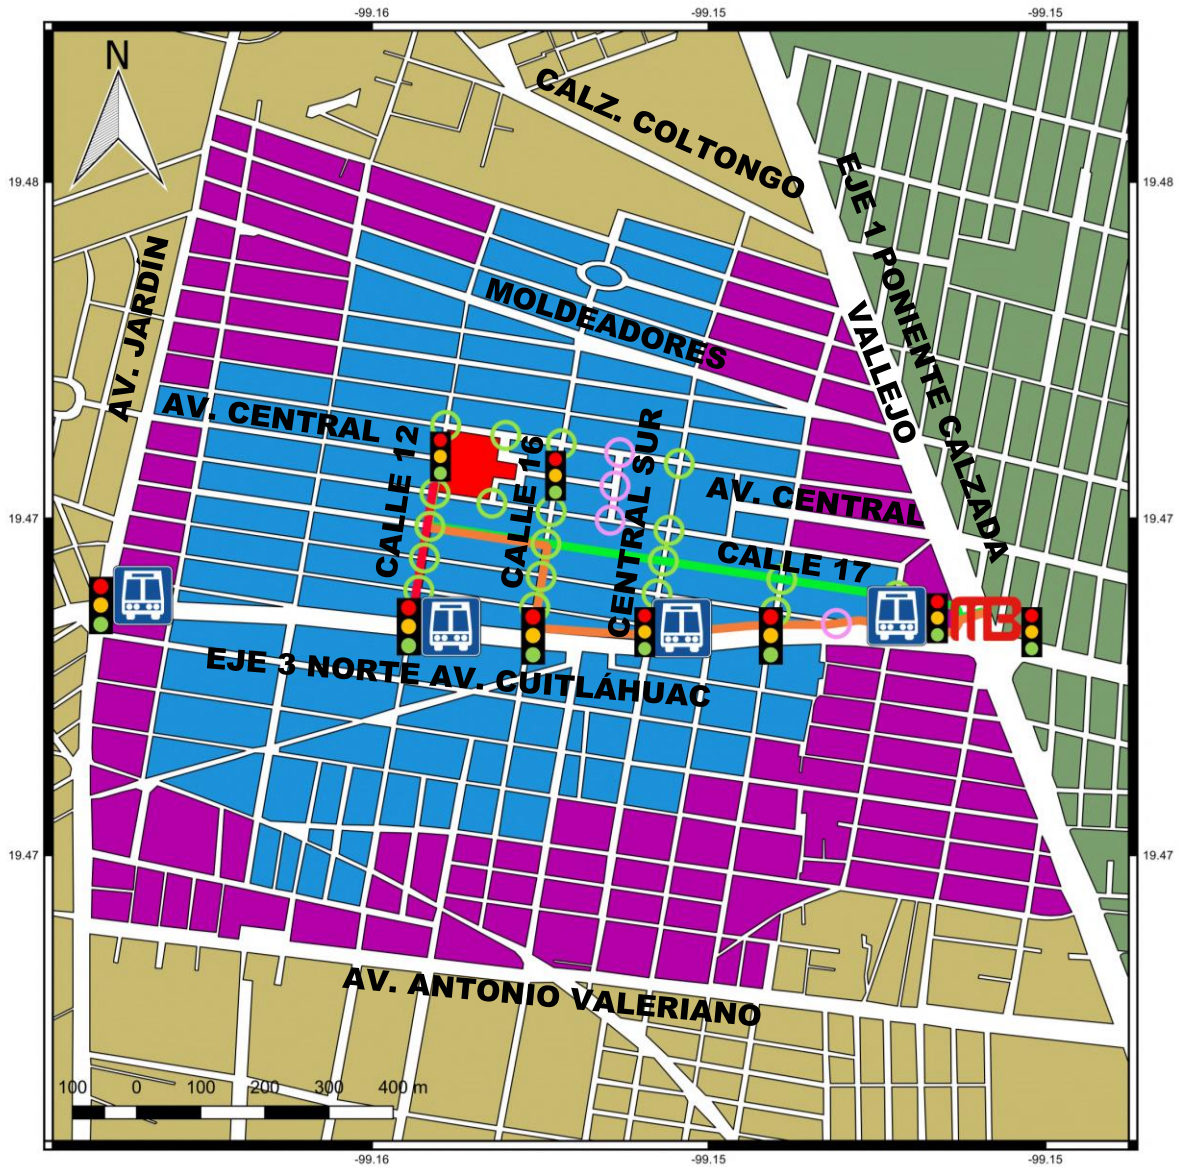 -99.16
-99.15
-99.15
N
19.48
19.48
CALZ. COLTONGO
EJE 1 PONIENTE CALZADA
VALLEJO
AV. JARDÍN
MOLDEADORES
AV. CENTRAL
CALLE 12
CALLE 16
CENTRAL SUR
AV. CENTRAL
19.47
19.47
CALLE 17
MB
EJE 3 NORTE AV. CUITLÁHUAC
19.47
19.47
AV. ANTONIO VALERIANO
100 0 100 200 300 400 m
-99.16
-99.15
-99.15